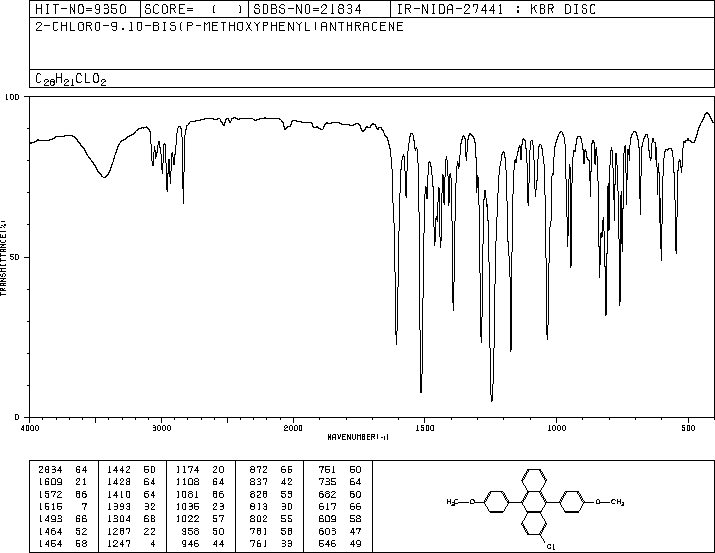 HIT-NO=9350 SCORE= ( ) SDBS-NO=21834 IR-NIDA-27441 : KBR DISC
2-CHLORO-9,10-BIS(P-METHOXYPHENYL)ANTHRACENE
C28H21CLO2
100
50
0
TRANSMITTANCE(%)
4000 3000 2000 1500 1000 500
WAVENUMBER(-1)
2834 64 1442 50 1174 20 872 66 751 50
1609 21 1428 64 1108 64 837 42 735 64
1572 86 1410 64 1081 86 828 59 682 60
1515 7 1393 32 1035 23 813 30 617 66
1493 66 1304 68 1022 57 802 55 609 58
1464 52 1287 22 958 50 781 58 603 47
1454 58 1247 4 946 44 761 33 546 49
H3C O O CH3
Cl